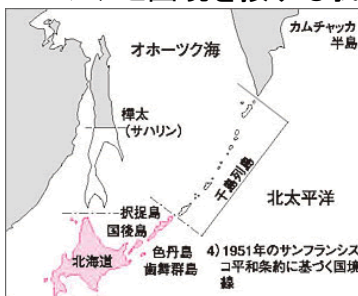 オホーツク海
カムチャッカ
半島
樺太
(サハリン)
千島列島
北太平洋
択捉島
国後島
色丹島
歯舞群島
北海道
4)1951年のサンフランシス
コ平和条約に基づく国境
線